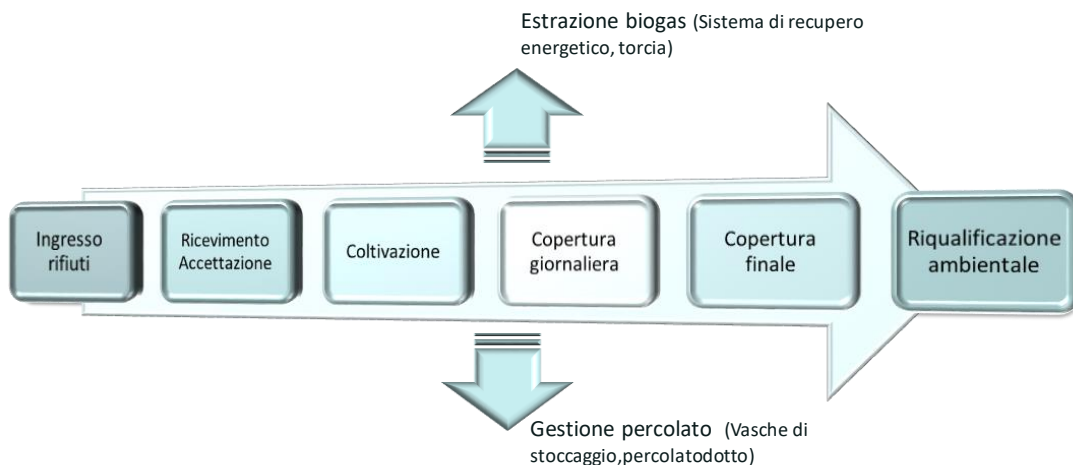 Estrazione biogas (Sistema di recupero
energetico, torcia)
Ingresso
rifiuti
Ricevimento
Accettazione
Coltivazione
Copertura
giornaliera
Copertura
finale
Riqualificazione
ambientale
Gestione percolato (Vasche di
stoccaggio,percolatodotto)